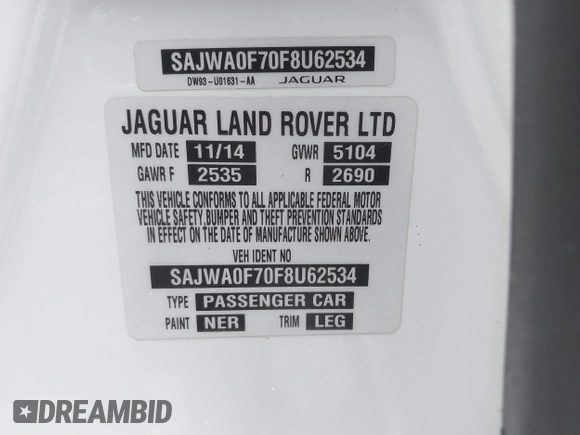 SAJWA0F70F8U62534
DW93-U01631-AA JAGUAR
JAGUAR LAND ROVER LTD
MFD DATE 11/14 GVWR 5104
GAWR F 2535 R 2690
THIS VEHICLE CONFORMS TO ALL APPLICABLE FEDERAL MOTOR
VEHICLE SAFETY,BUMPER AND THEFT PREVENTION STANDARDS
IN EFFECT ON THE DATE OF MANUFACTURE SHOWN ABOVE.
VEH IDENT NO
SAJWA0F70F8U62534
TYPE PASSENGER CAR
PAINT NER TRIM LEG
DREAMBID